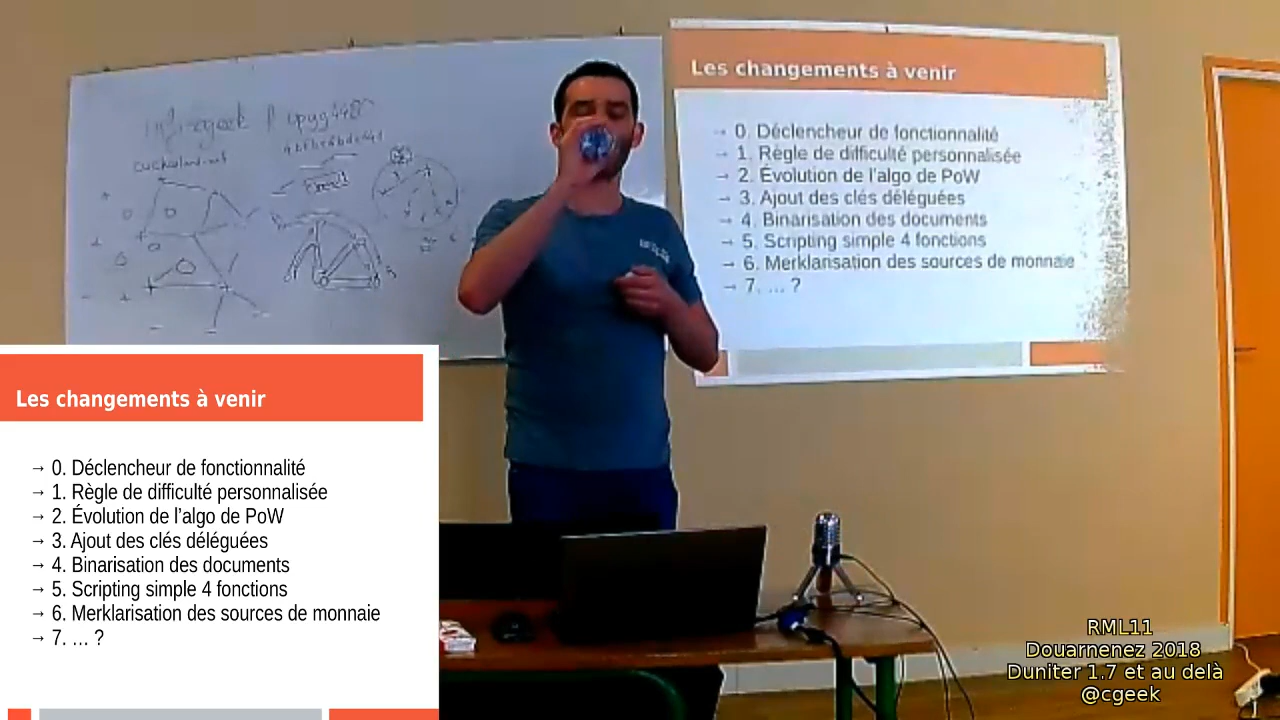 Les changements à venir
→ 0. Déclencheur de fonctionnalité
→ 1. Règle de difficulté personnalisée
→ 2. Évolution de l'algo de PoW
→ 3. Ajout des clés déléguées
→ 4. Binarisation des documents
→ 5. Scripting simple 4 fonctions
→ 6. Merklarisation des sources de monnaie
→ 7. ... ?
Les changements à venir
→ 0. Déclencheur de fonctionnalité
→ 1. Règle de difficulté personnalisée
→ 2. Évolution de l’algo de PoW
→ 3. Ajout des clés déléguées
→ 4. Binarisation des documents
→ 5. Scripting simple 4 fonctions
→ 6. Merklarisation des sources de monnaie
→ 7. … ?
RML11
Douarnenez 2018
Duniter 1.7 et au delà
@cgeek